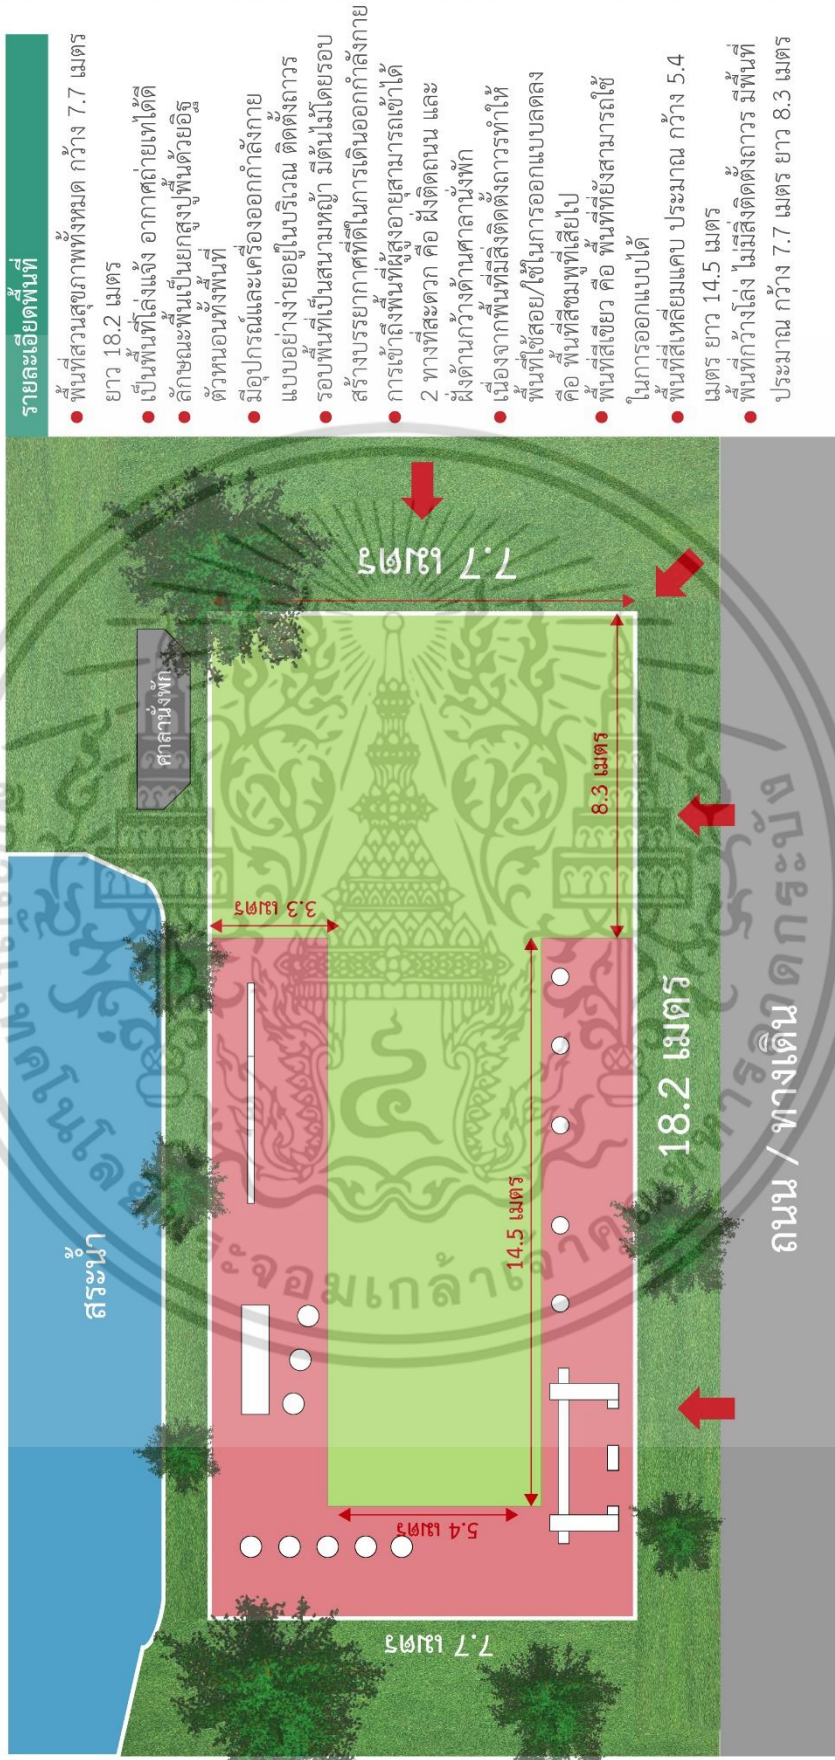 รายละเอียดพื้นที่
● พื้นที่สวนสุขภาพทั้งหมด กว้าง 7.7 เมตร
ยาว 18.2 เมตร
● เป็นพื้นที่โล่งแจ้ง อากาศถ่ายเทได้ดี
● ลักษณะพื้นเป็นยกสูงปูพื้นด้วยอิฐ
ตัวหนอนทั้งพื้นที่
● มีอุปกรณ์และเครื่องออกกำลังกาย
แบบอย่างง่ายอยู่ในบริเวณ ติดตั้งถาวร
● รอบพื้นที่เป็นสนามหญ้า มีต้นไม้โดยรอบ
สร้างบรรยากาศที่ดีในการเดินออกกำลังกาย
● การเข้าถึงพื้นที่ผู้สูงอายุสามารถเข้าได้
2 ทางที่สะดวก คือ ฝั่งติดถนน และ
ฝั่งด้านกว้างด้านศาลานั่งพัก
● เนื่องจากพื้นที่มีสิ่งติดตั้งถาวรทำให้
พื้นที่ใช้สอย/ใช้ในการออกแบบลดลง
คือ พื้นที่สีชมพูที่เสียไป
● พื้นที่สีเขียว คือ พื้นที่ที่ยังสามารถใช้
ในการออกแบบได้
● พื้นที่สี่เหลี่ยมแคบ ประมาณ กว้าง 5.4
เมตร ยาว 14.5 เมตร
● พื้นที่กว้างโล่ง ไม่มีสิ่งติดตั้งถาวร มีพื้นที่
ประมาณ กว้าง 7.7 เมตร ยาว 8.3 เมตร
สระน้ำ
ศาลานั่งพัก
7.7 เมตร
3.3 เมตร
8.3 เมตร
14.5 เมตร
5.4 เมตร
7.7 เมตร
18.2 เมตร
ถนน / ทางเดิน